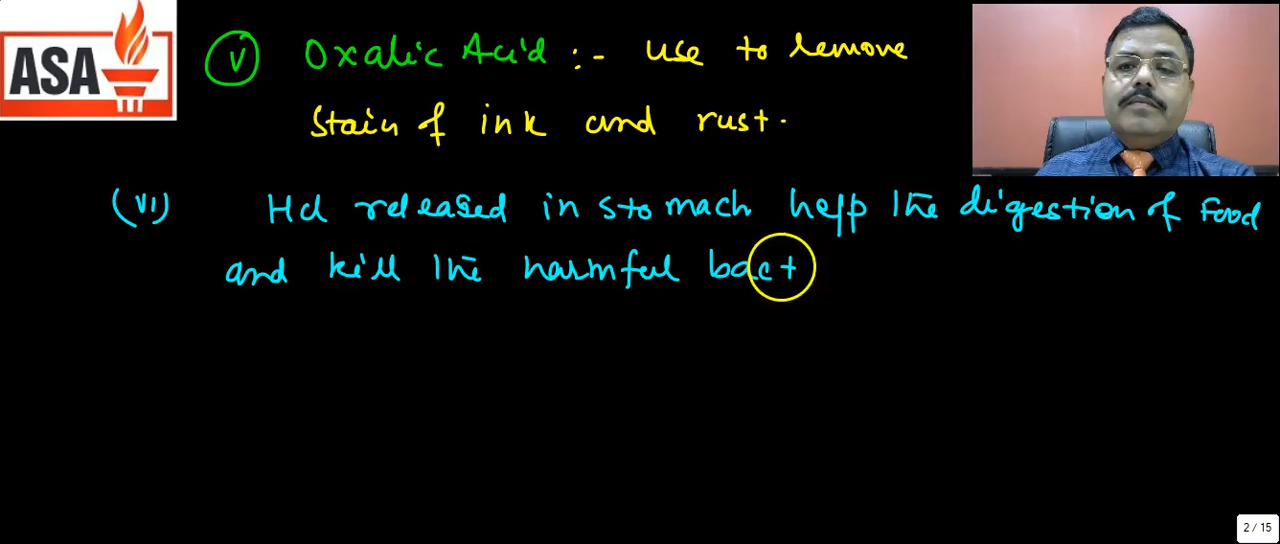 ASA
(V) Oxalic Acid :- use to remove
stain of ink and rust.
(VI) HCl released in stomach help the digestion of Food
and kill the harmful bact
2 / 15